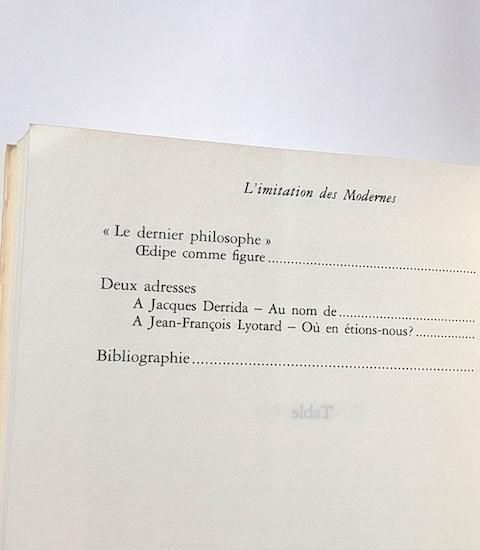 L'imitation des Modernes
« Le dernier philosophe »
Œdipe comme figure
Deux adresses
A Jacques Derrida – Au nom de
A Jean-François Lyotard – Où en étions-nous?
Bibliographie
Table